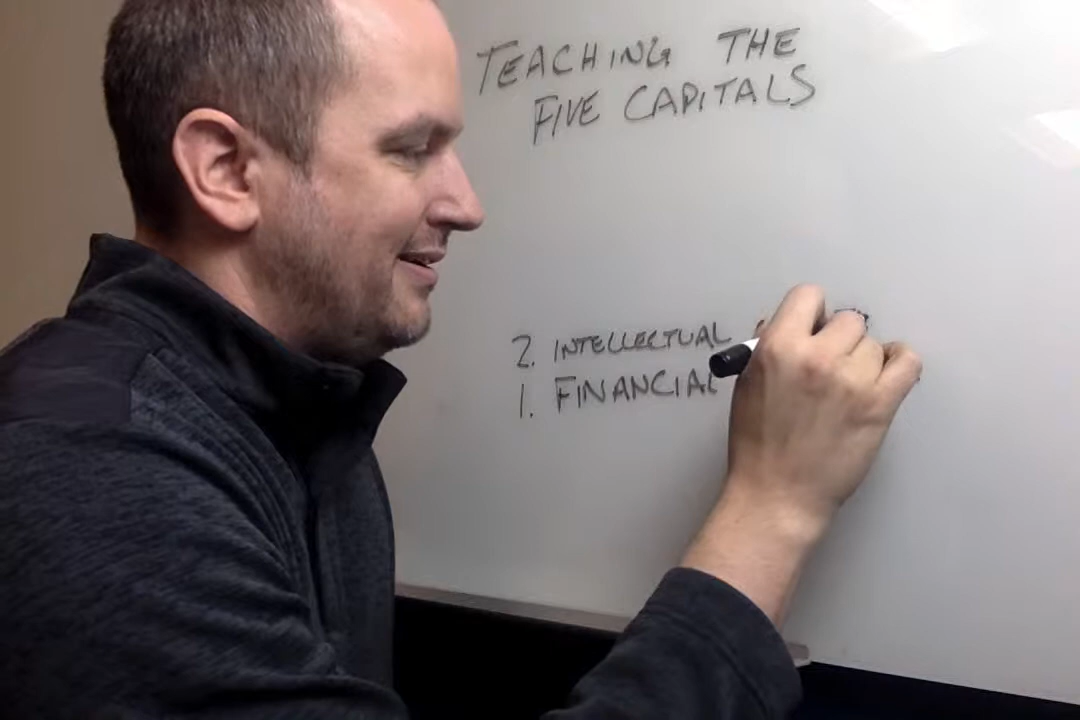 TEACHING THE
FIVE CAPITALS
2. INTELLECTUAL
1. FINANCIAL